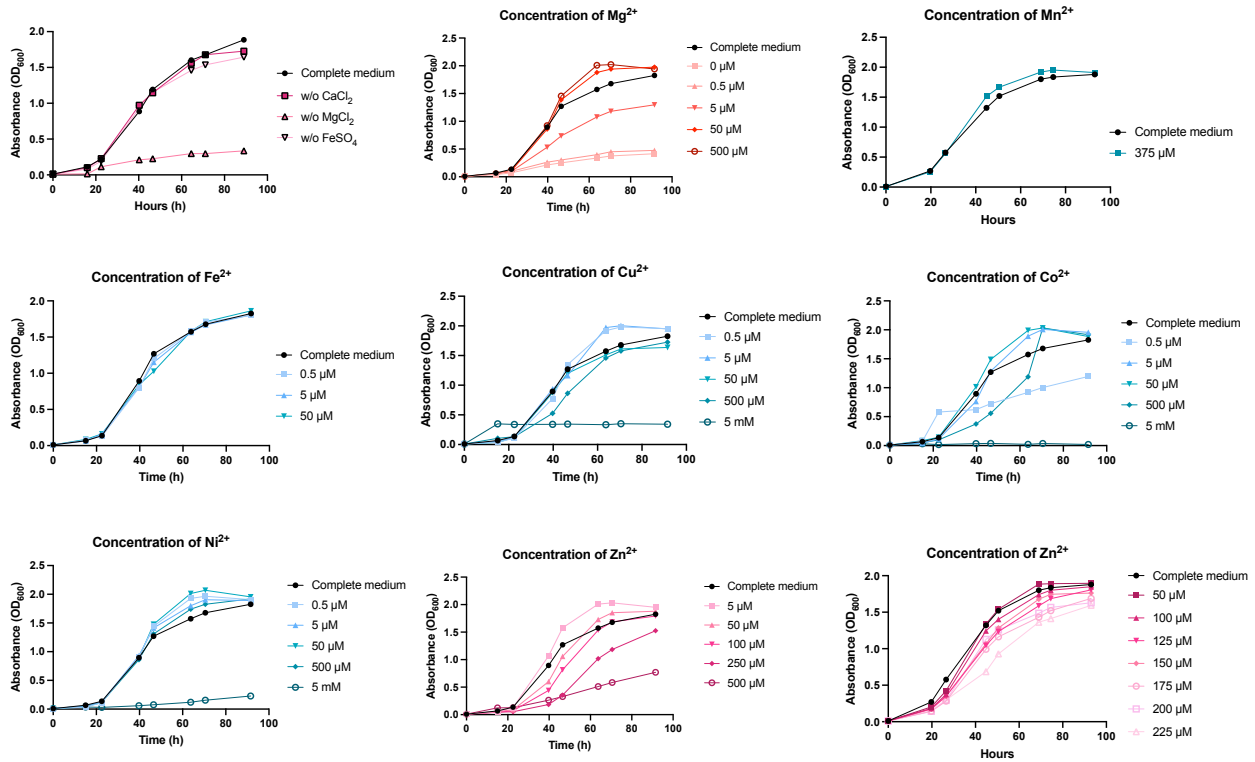 Absorbance (OD600)
2.0
1.5
1.0
0.5
0.0
0
20
40
60
80
100
Hours (h)
Complete medium
w/o CaCl2
w/o MgCl2
w/o FeSO4
Concentration of Mg2+
Absorbance (OD600)
2.5
2.0
1.5
1.0
0.5
0.0
0
20
40
60
80
100
Time (h)
Complete medium
0 µM
0.5 µM
5 µM
50 µM
500 µM
Concentration of Mn2+
Absorbance (OD600)
2.5
2.0
1.5
1.0
0.5
0.0
0
20
40
60
80
100
Hours
Complete medium
375 µM
Concentration of Fe2+
Absorbance (OD600)
2.0
1.5
1.0
0.5
0.0
0
20
40
60
80
100
Time (h)
Complete medium
0.5 µM
5 µM
50 µM
Concentration of Cu2+
Absorbance (OD600)
2.5
2.0
1.5
1.0
0.5
0.0
0
20
40
60
80
100
Time (h)
Complete medium
0.5 µM
5 µM
50 µM
500 µM
5 mM
Concentration of Co2+
Absorbance (OD600)
2.5
2.0
1.5
1.0
0.5
0.0
0
20
40
60
80
100
Time (h)
Complete medium
0.5 µM
5 µM
50 µM
500 µM
5 mM
Concentration of Ni2+
Absorbance (OD600)
2.5
2.0
1.5
1.0
0.5
0.0
0
20
40
60
80
100
Time (h)
Complete medium
0.5 µM
5 µM
50 µM
500 µM
5 mM
Concentration of Zn2+
Absorbance (OD600)
2.5
2.0
1.5
1.0
0.5
0.0
0
20
40
60
80
100
Time (h)
Complete medium
5 µM
50 µM
100 µM
250 µM
500 µM
Concentration of Zn2+
Absorbance (OD600)
2.0
1.5
1.0
0.5
0.0
0
20
40
60
80
100
Hours
Complete medium
50 µM
100 µM
125 µM
150 µM
175 µM
200 µM
225 µM